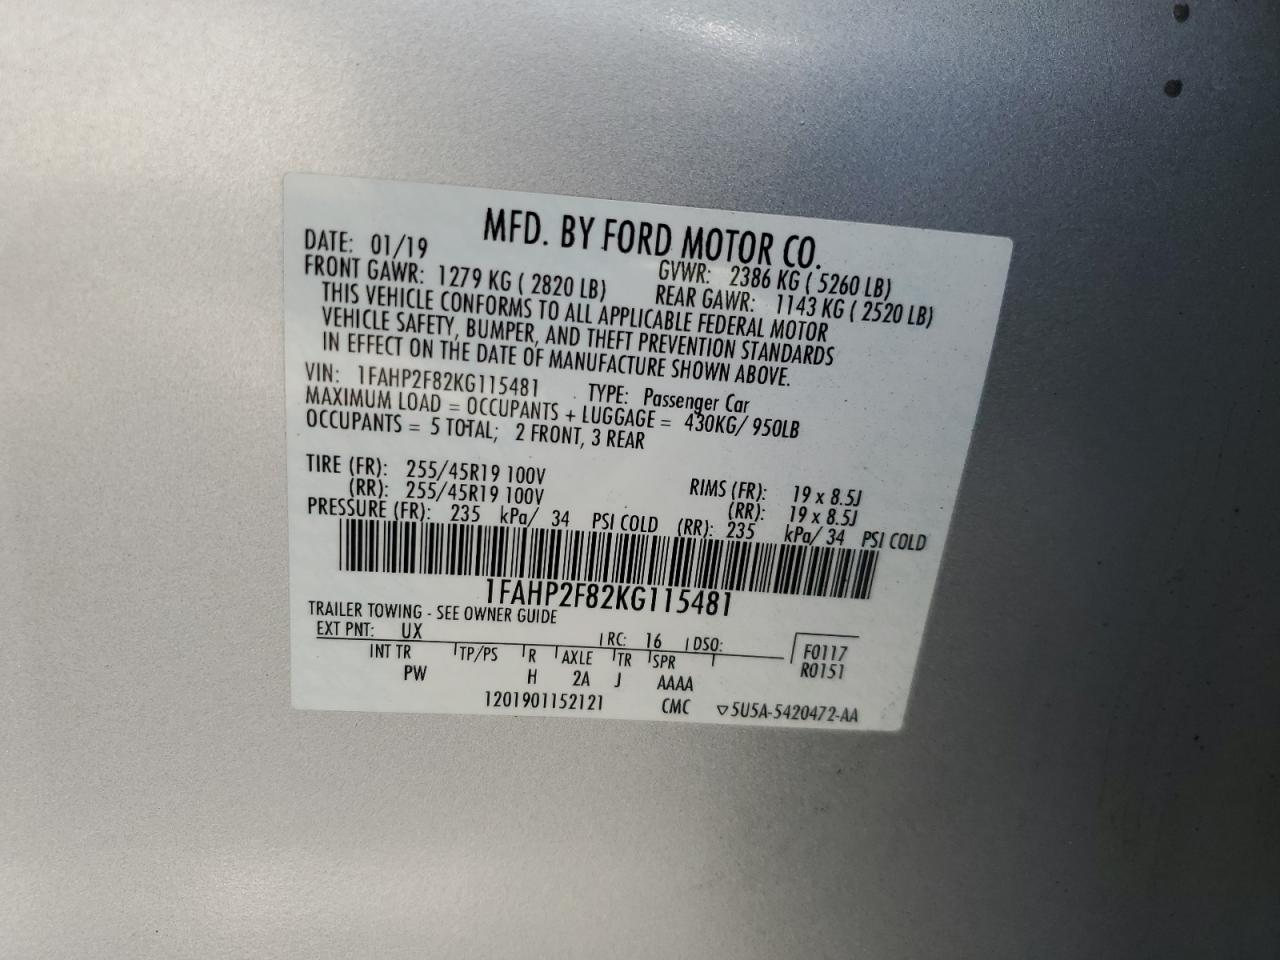 MFD. BY FORD MOTOR CO.
DATE: 01/19 GVWR: 2386 KG ( 5260 LB)
FRONT GAWR: 1279 KG ( 2820 LB) REAR GAWR: 1143 KG ( 2520 LB)
THIS VEHICLE CONFORMS TO ALL APPLICABLE FEDERAL MOTOR
VEHICLE SAFETY, BUMPER, AND THEFT PREVENTION STANDARDS
IN EFFECT ON THE DATE OF MANUFACTURE SHOWN ABOVE.
VIN: 1FAHP2F82KG115481 TYPE: Passenger Car
MAXIMUM LOAD = OCCUPANTS + LUGGAGE = 430KG/ 950LB
OCCUPANTS = 5 TOTAL; 2 FRONT, 3 REAR
TIRE (FR): 255/45R19 100V RIMS (FR): 19 x 8.5J
(RR): 255/45R19 100V (RR): 19 x 8.5J
PRESSURE (FR): 235 kPa/ 34 PSI COLD (RR): 235 kPa/ 34 PSI COLD
1FAHP2F82KG115481
TRAILER TOWING - SEE OWNER GUIDE
EXT PNT: UX RC: 16 DSO: F0117
INT TR TP/PS R AXLE TR SPR R0151
PW H 2A J AAAA
1201901152121 CMC ▽5U5A-5420472-AA